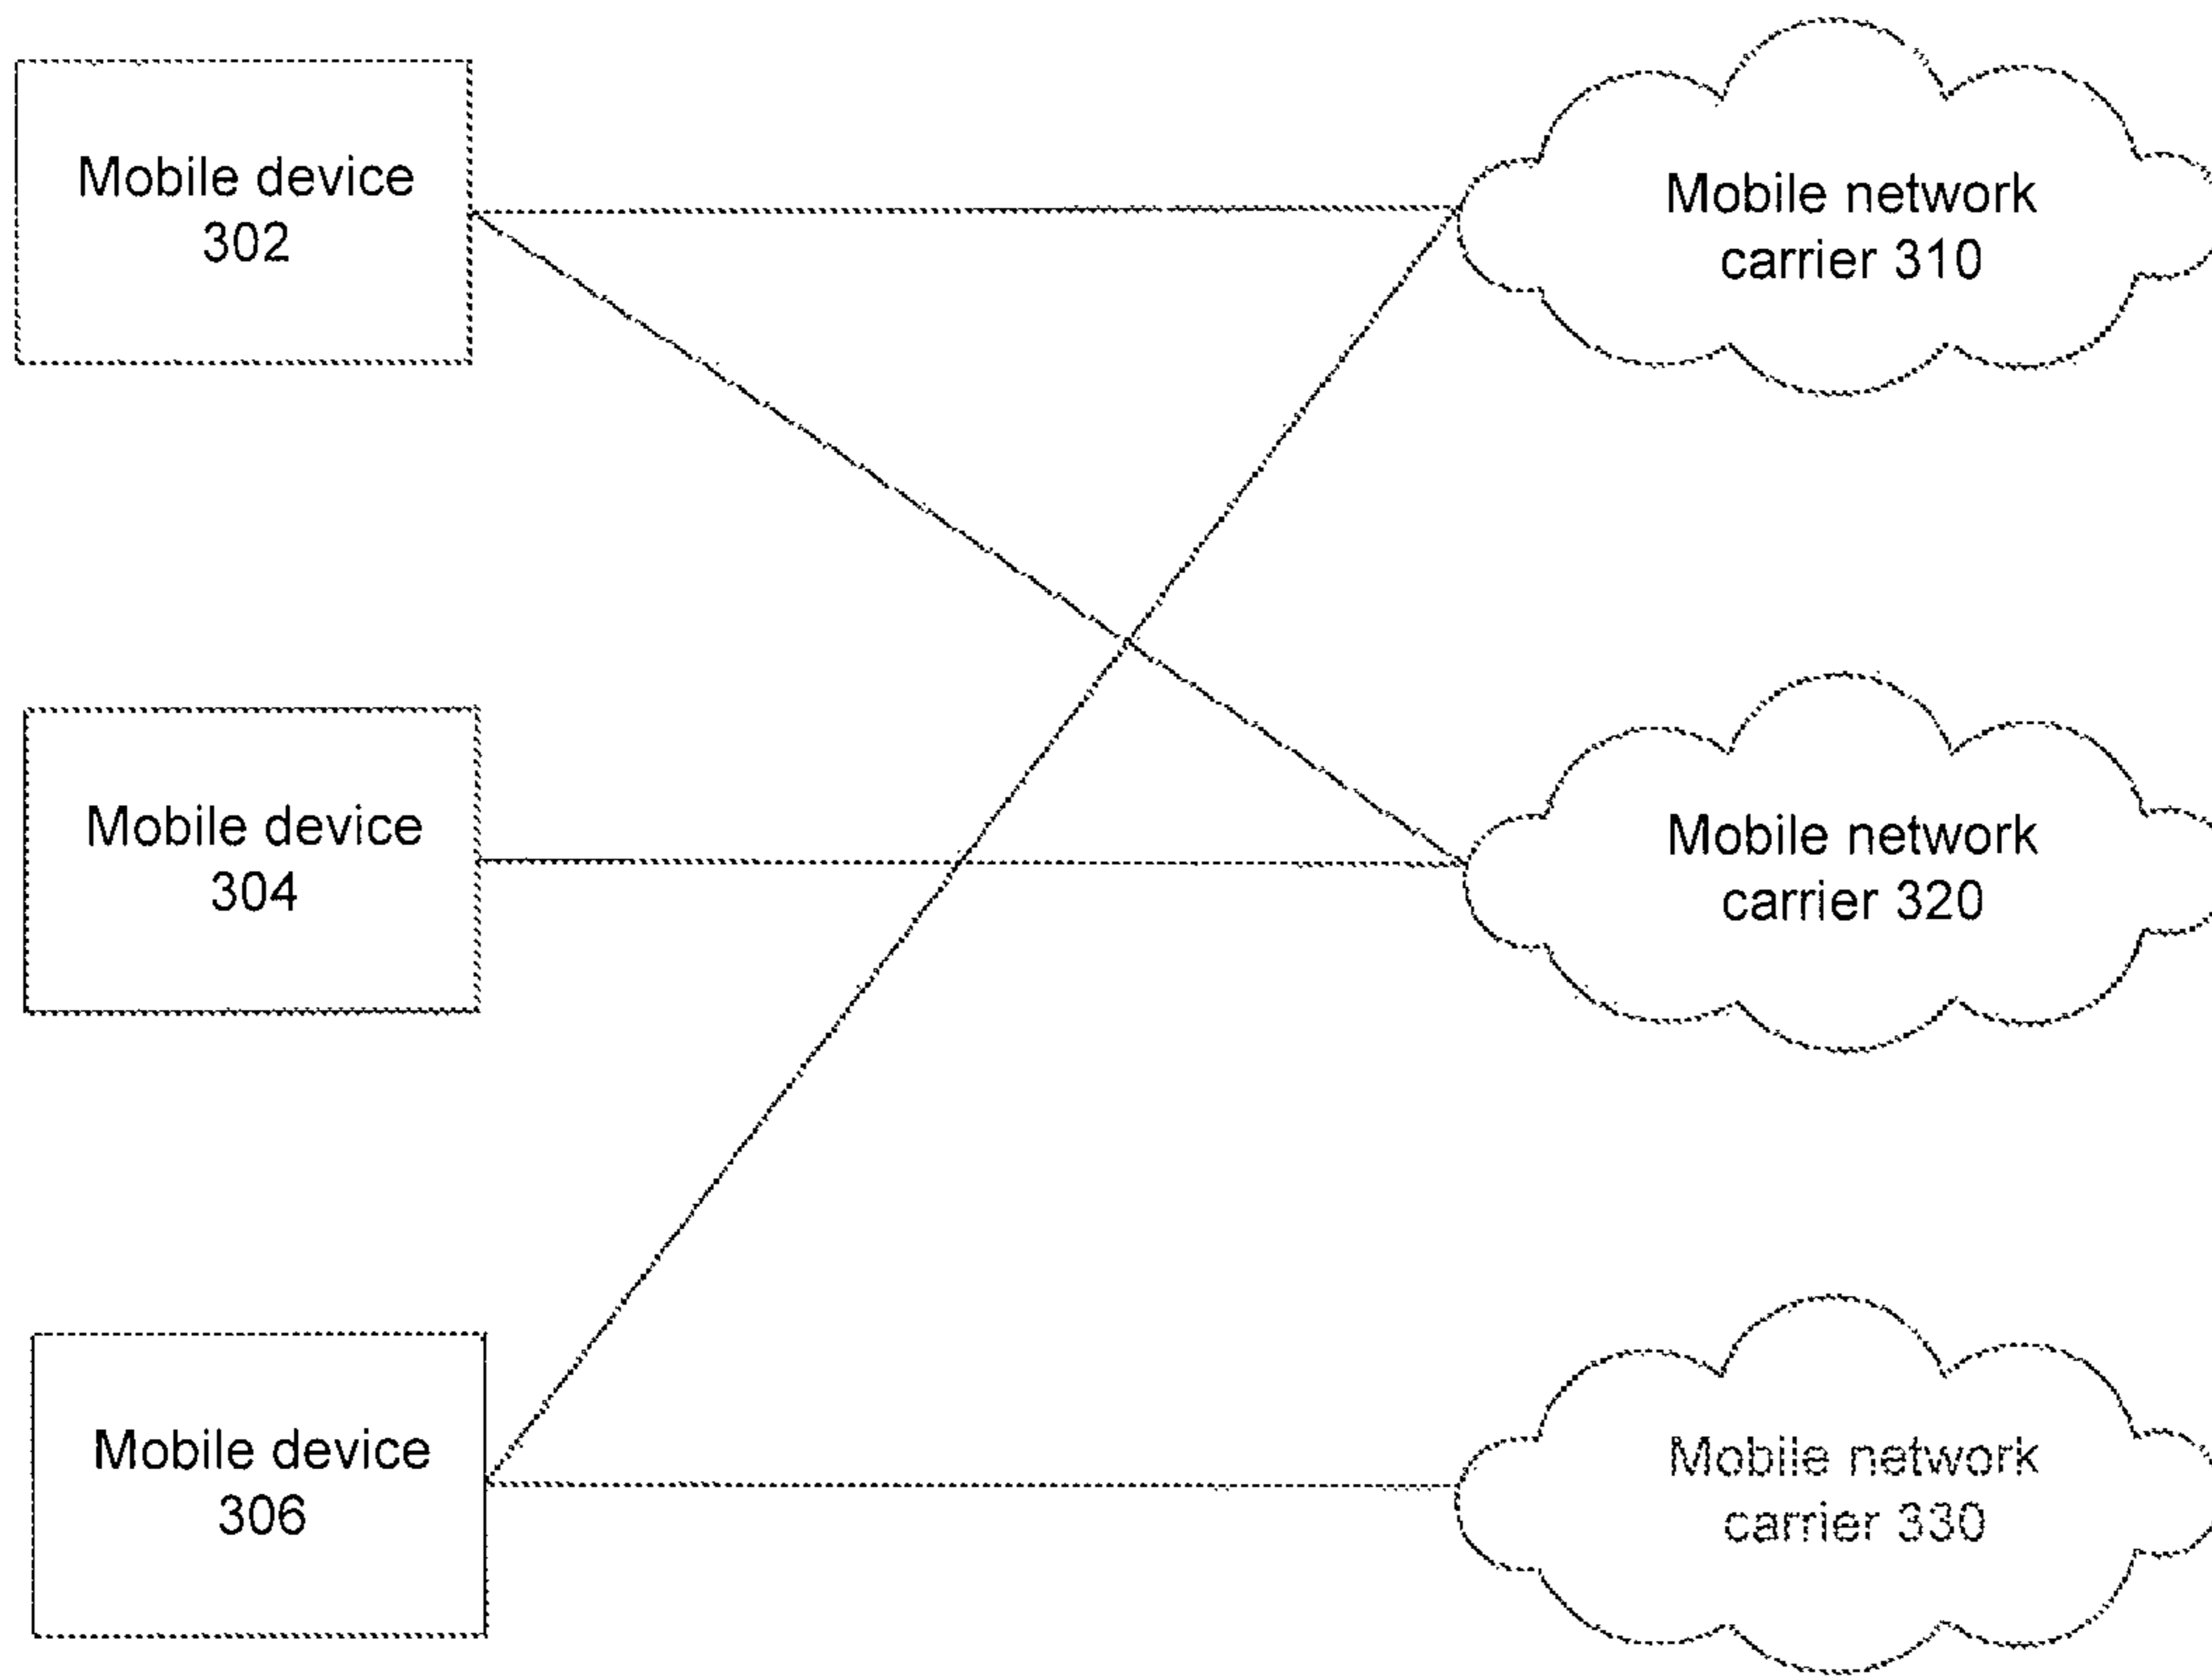 Mobile device
302
Mobile network
carrier 310
Mobile device
304
Mobile network
carrier 320
Mobile device
306
Mobile network
carrier 330